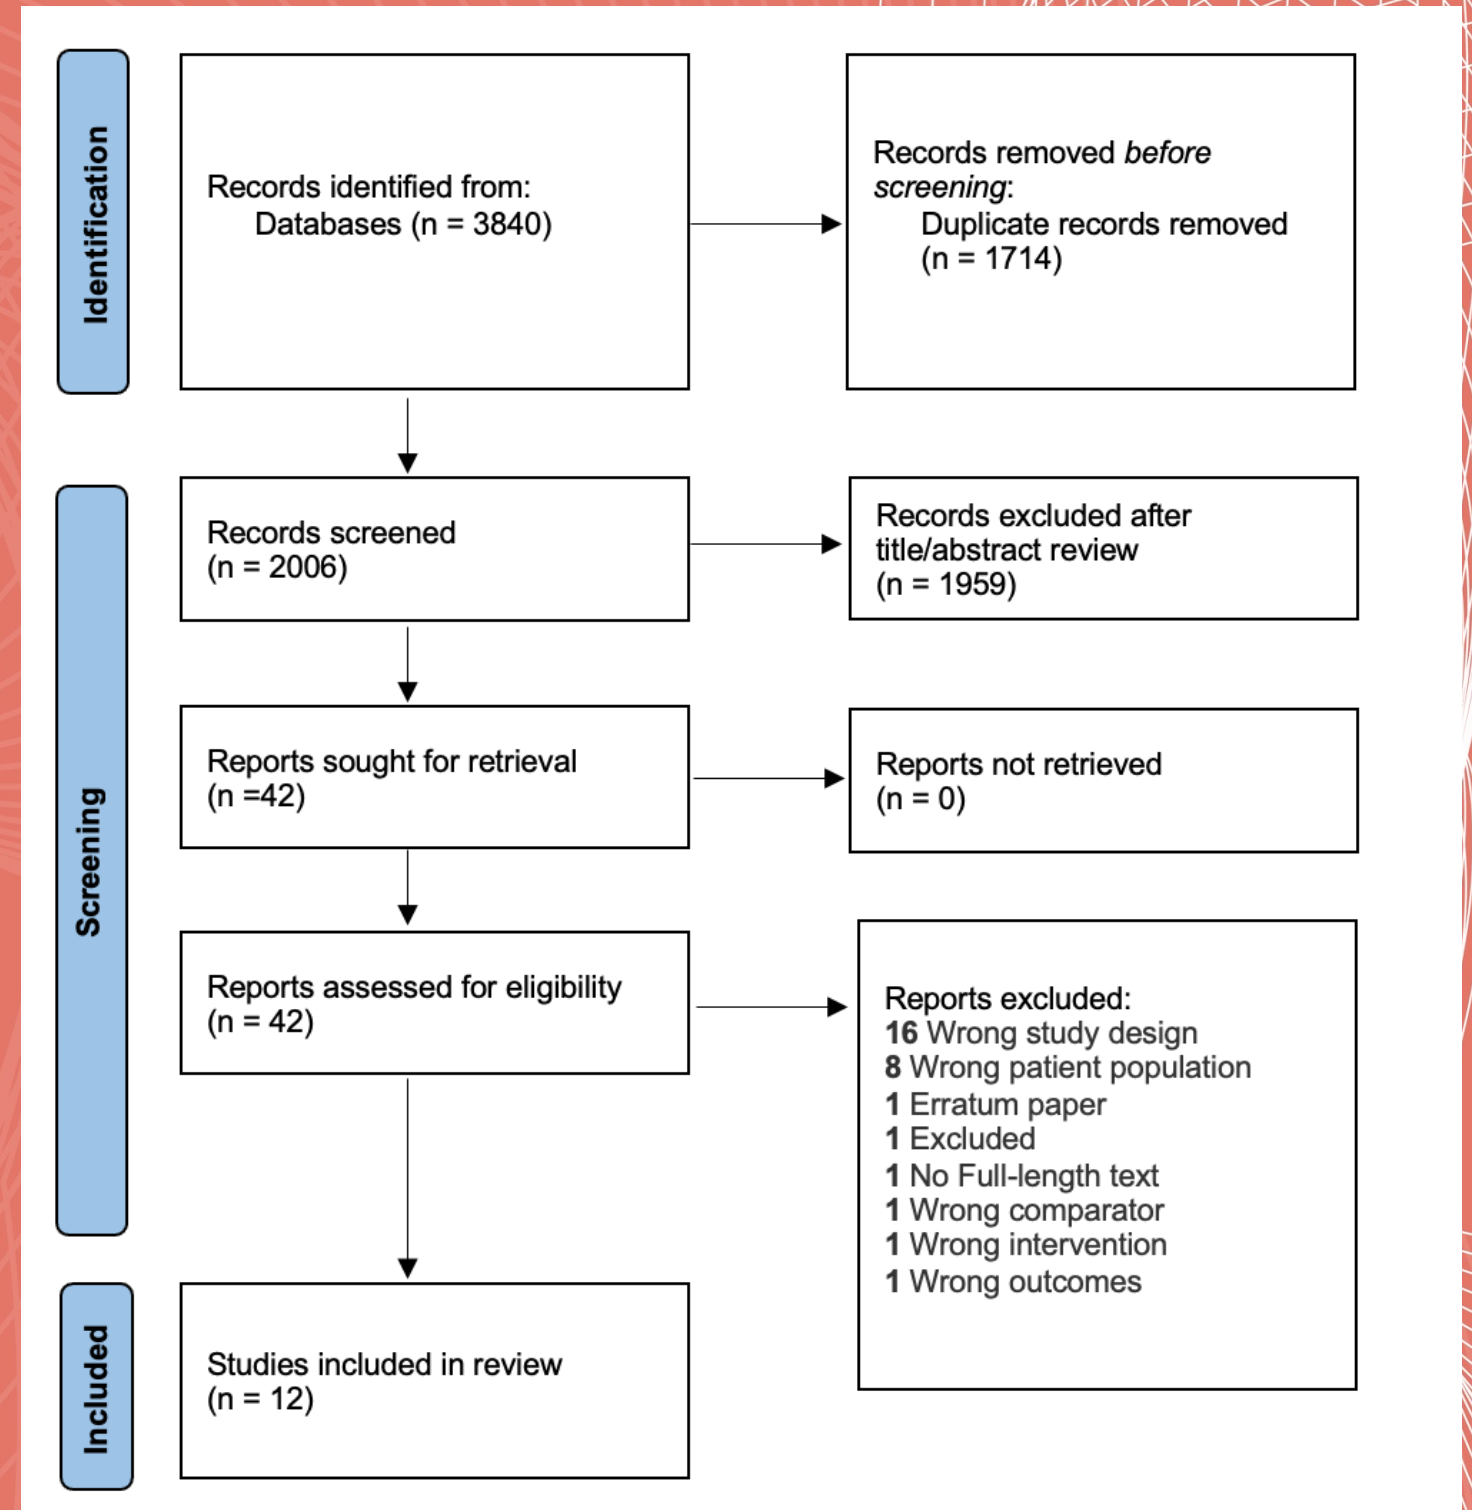 Identification
Records identified from:
Databases (n = 3840)
Records removed before
screening:
Duplicate records removed
(n = 1714)
Screening
Records screened
(n = 2006)
Records excluded after
title/abstract review
(n = 1959)
Reports sought for retrieval
(n =42)
Reports not retrieved
(n = 0)
Reports assessed for eligibility
(n = 42)
Reports excluded:
16 Wrong study design
8 Wrong patient population
1 Erratum paper
1 Excluded
1 No Full-length text
1 Wrong comparator
1 Wrong intervention
1 Wrong outcomes
Included
Studies included in review
(n = 12)